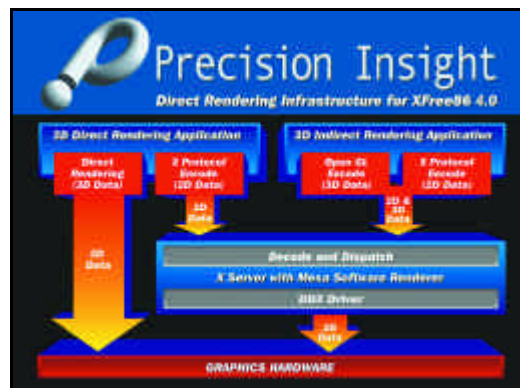 Precision Insight
Direct Rendering Infrastructure for XFree86 4.0
3D Direct Rendering Application
3D Indirect Rendering Application
Direct
Rendering
(3D Data)
X Protocol
Encode
(2D Data)
Open GL
Encode
(3D Data)
X Protocol
Encode
(2D Data)
2D
Data
2D &
3D
Data
3D
Data
Decode and Dispatch
X Server with Mesa Software Renderer
DDX Driver
2D
Data
GRAPHICS HARDWARE